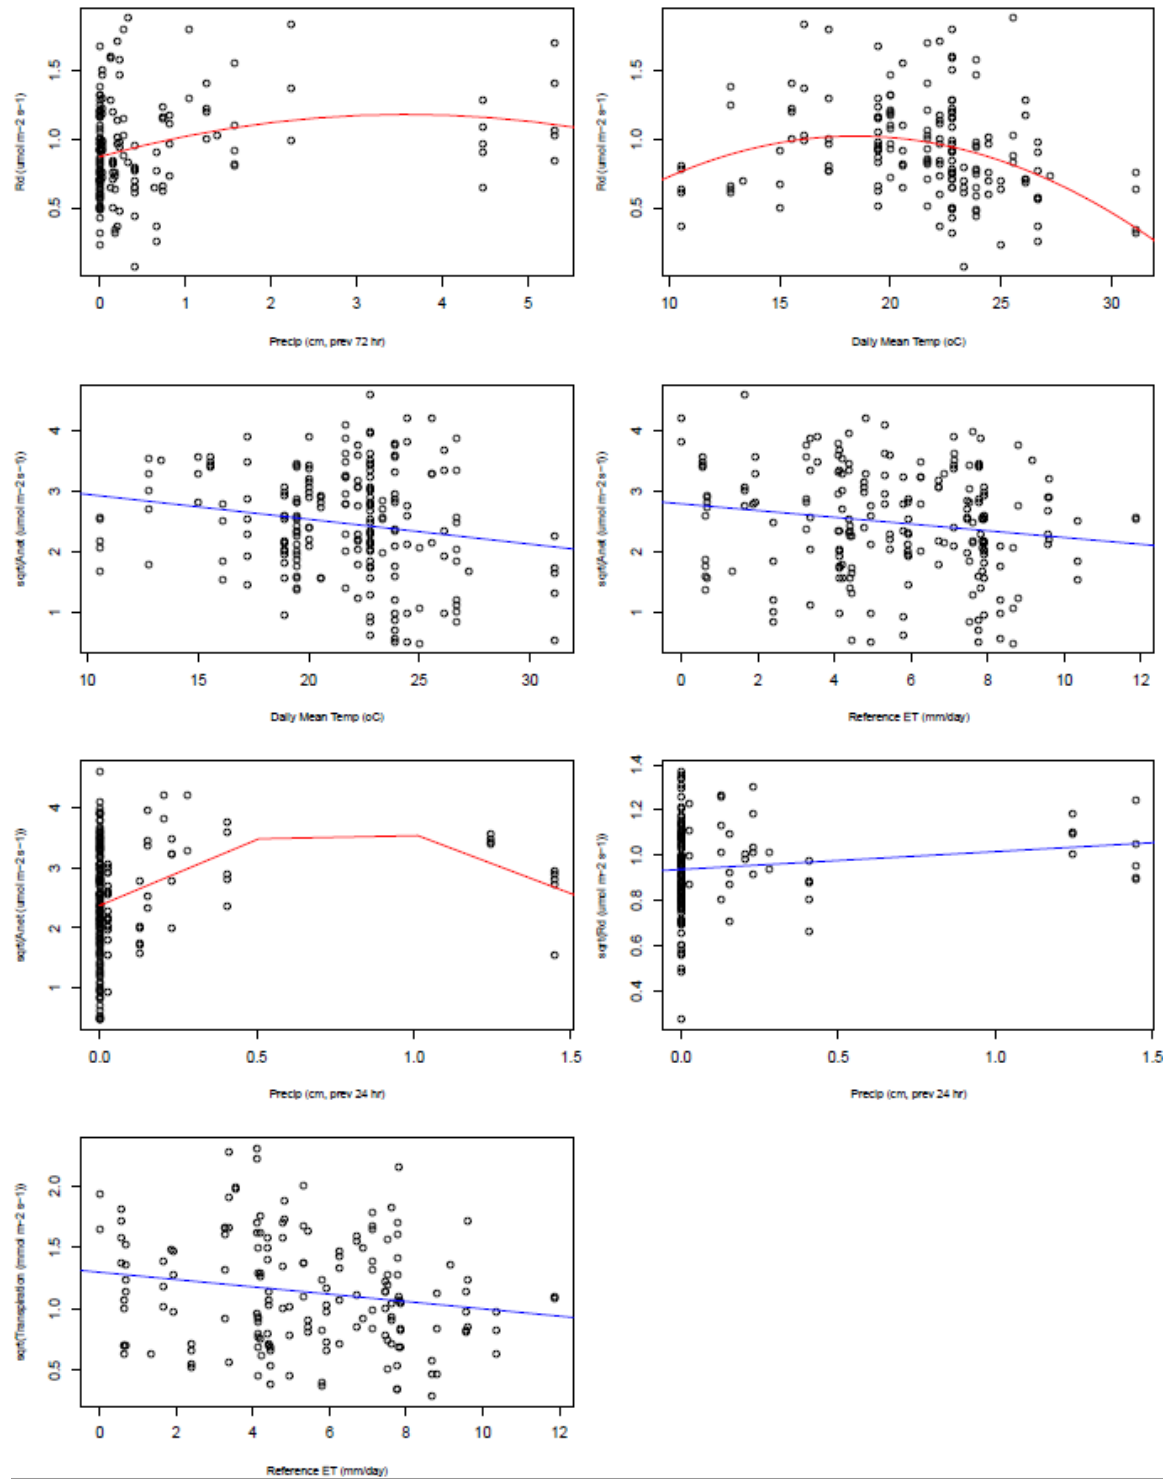 Rd (umol m-2 s-1)
0.5 1.0 1.5
0 1 2 3 4 5
Precip (cm, prev 72 hr)
Rd (umol m-2 s-1)
0.5 1.0 1.5
10 15 20 25 30
Daily Mean Temp (oC)
sqrt(Anet (umol m-2 s-1))
1 2 3 4
10 15 20 25 30
Daily Mean Temp (oC)
sqrt(Anet (umol m-2 s-1))
1 2 3 4
0 2 4 6 8 10 12
Reference ET (mm/day)
sqrt(Anet (umol m-2 s-1))
1 2 3 4
0.0 0.5 1.0 1.5
Precip (cm, prev 24 hr)
sqrt(Rd (umol m-2 s-1))
0.4 0.6 0.8 1.0 1.2 1.4
0.0 0.5 1.0 1.5
Precip (cm, prev 24 hr)
sqrt(Transpiration (mmol m-2 s-1))
0.5 1.0 1.5 2.0
0 2 4 6 8 10 12
Reference ET (mm/day)